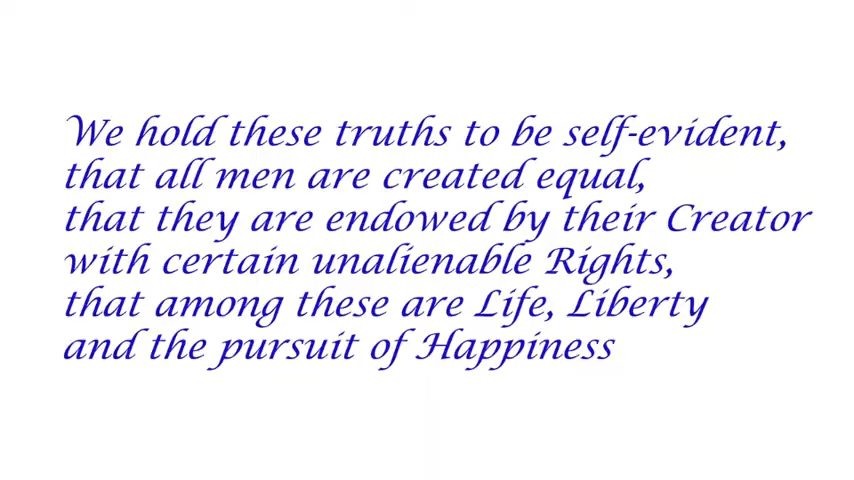 We hold these truths to be self-evident,
that all men are created equal,
that they are endowed by their Creator
with certain unalienable Rights,
that among these are Life, Liberty
and the pursuit of Happiness